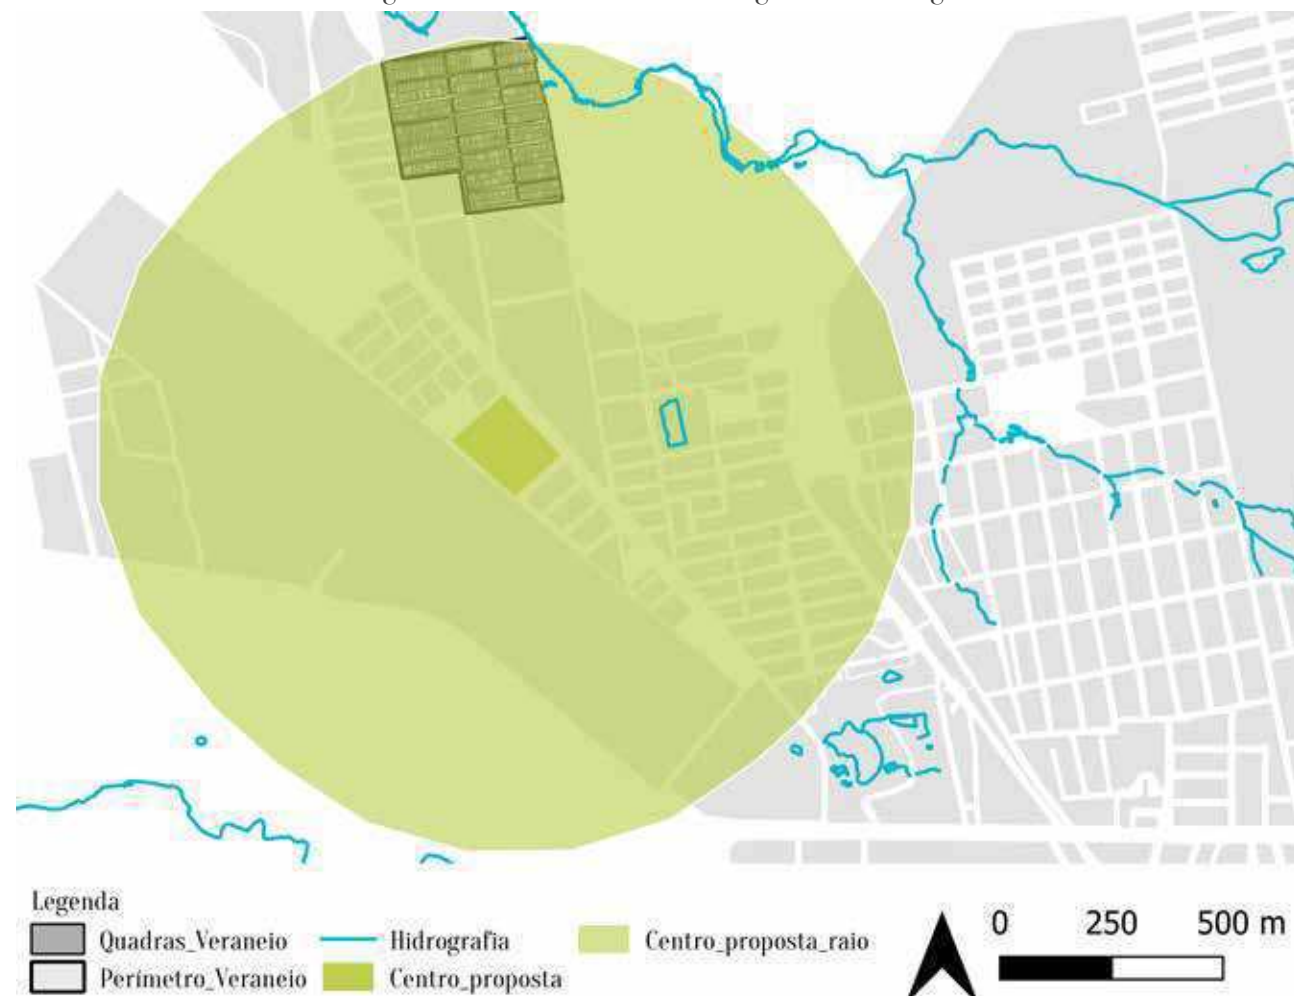 Legenda
Quadras_Veraneio Hidrografia Centro_proposta_raio
Perímetro_Veraneio Centro_proposta
0 250 500 m